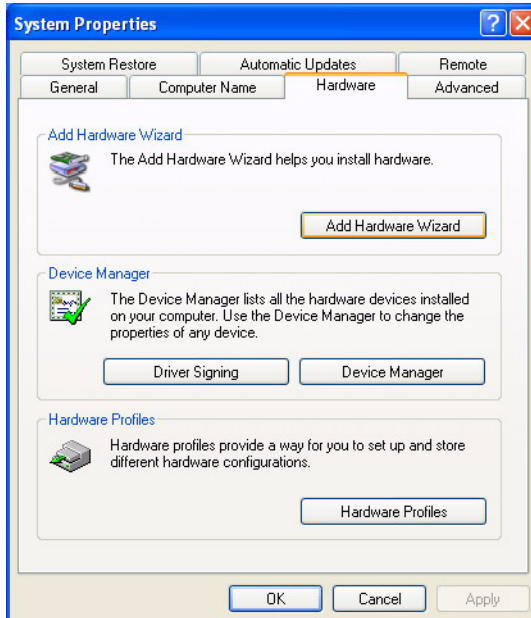 System Properties
System Restore Automatic Updates Remote
General Computer Name Hardware Advanced
Add Hardware Wizard
The Add Hardware Wizard helps you install hardware.
Add Hardware Wizard
Device Manager
The Device Manager lists all the hardware devices installed
on your computer. Use the Device Manager to change the
properties of any device.
Driver Signing Device Manager
Hardware Profiles
Hardware profiles provide a way for you to set up and store
different hardware configurations.
Hardware Profiles
OK Cancel Apply